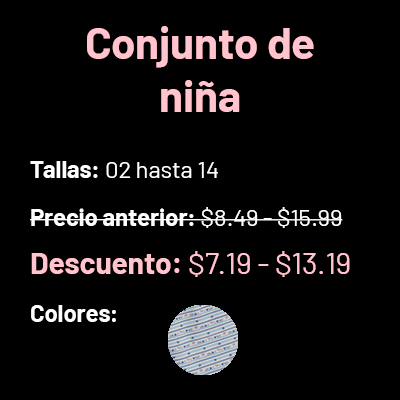 Conjunto de
niña
Tallas: 02 hasta 14
Precio anterior: $8.49 - $15.99
Descuento: $7.19 - $13.19
Colores: